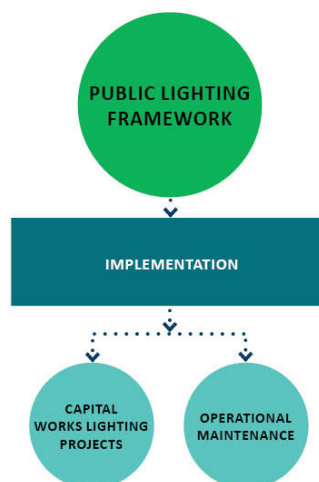 PUBLIC LIGHTING
FRAMEWORK
IMPLEMENTATION
CAPITAL
WORKS LIGHTING
PROJECTS
OPERATIONAL
MAINTENANCE